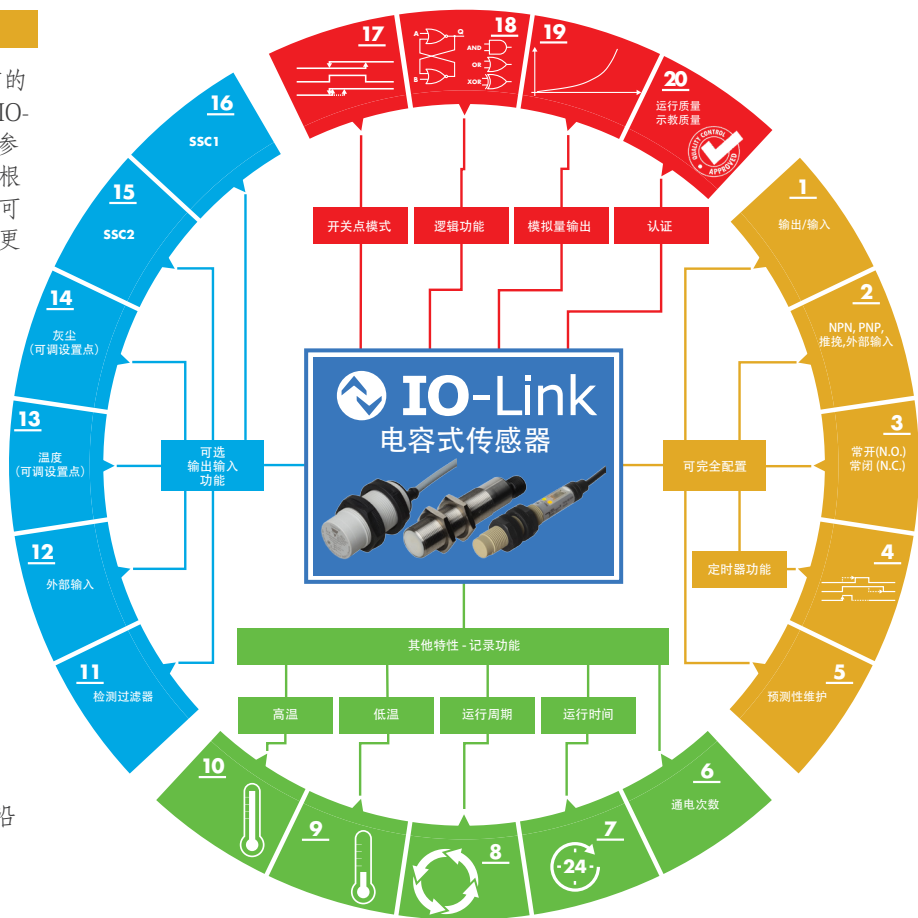 的
IO-
参
根
可
更
沿
17
18
A
Q
B
AND
OR
XOR
19
20
运行质量
示教质量
QUALITY CONTROL
APPROVED
16
SSC1
15
SSC2
14
灰尘
(可调设置点)
13
温度
(可调设置点)
12
外部输入
11
检测过滤器
1
输出/输入
2
NPN, PNP,
推挽,外部输入
3
常开(N.O.)
常闭 (N.C.)
4
5
预测性维护
开关点模式
逻辑功能
模拟量输出
认证
IO-Link
电容式传感器
可选
输出输入
功能
可完全配置
定时器功能
其他特性 - 记录功能
高温
低温
运行周期
运行时间
10
9
8
7
24
6
通电次数